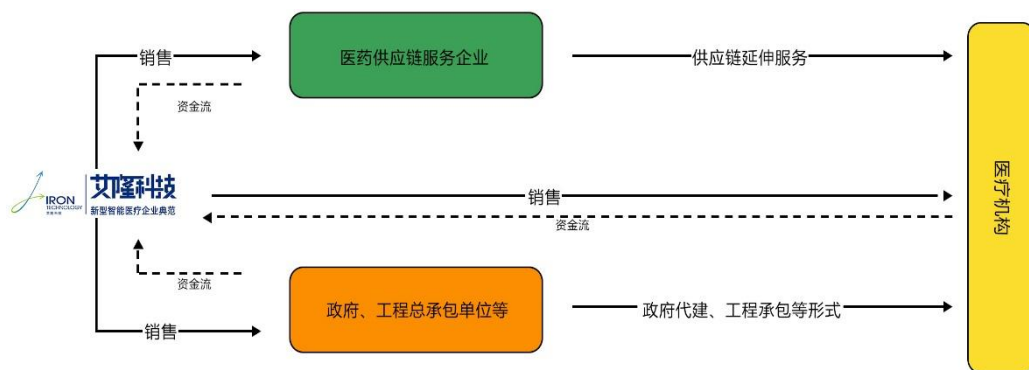 销售
医药供应链服务企业
供应链延伸服务
资金流
IRON
TECHNOLOGY
艾隆科技
新型智能医疗企业典范
销售
资金流
医疗机构
资金流
政府、工程总承包单位等
政府代建、工程承包等形式
销售